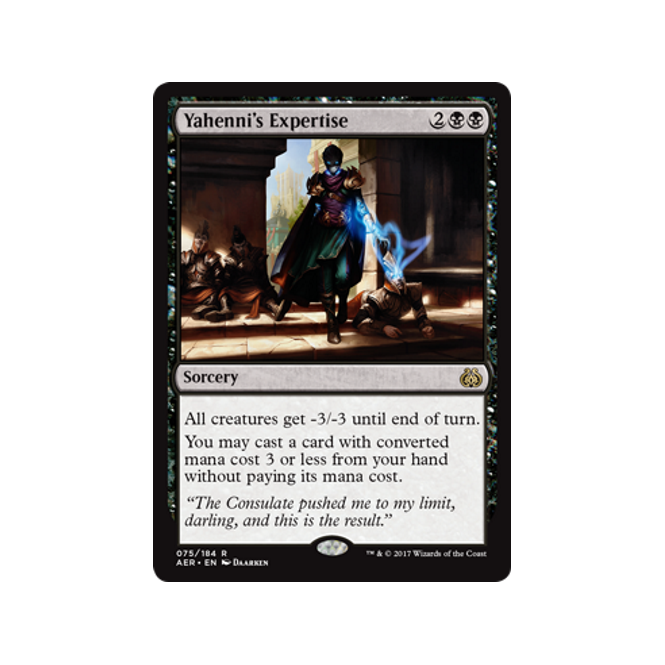 Yahenni's Expertise 2
Sorcery
All creatures get -3/-3 until end of turn.
You may cast a card with converted
mana cost 3 or less from your hand
without paying its mana cost.
“The Consulate pushed me to my limit,
darling, and this is the result.”
075/184 R
AER • EN DAARKEN
™ & © 2017 Wizards of the Coast